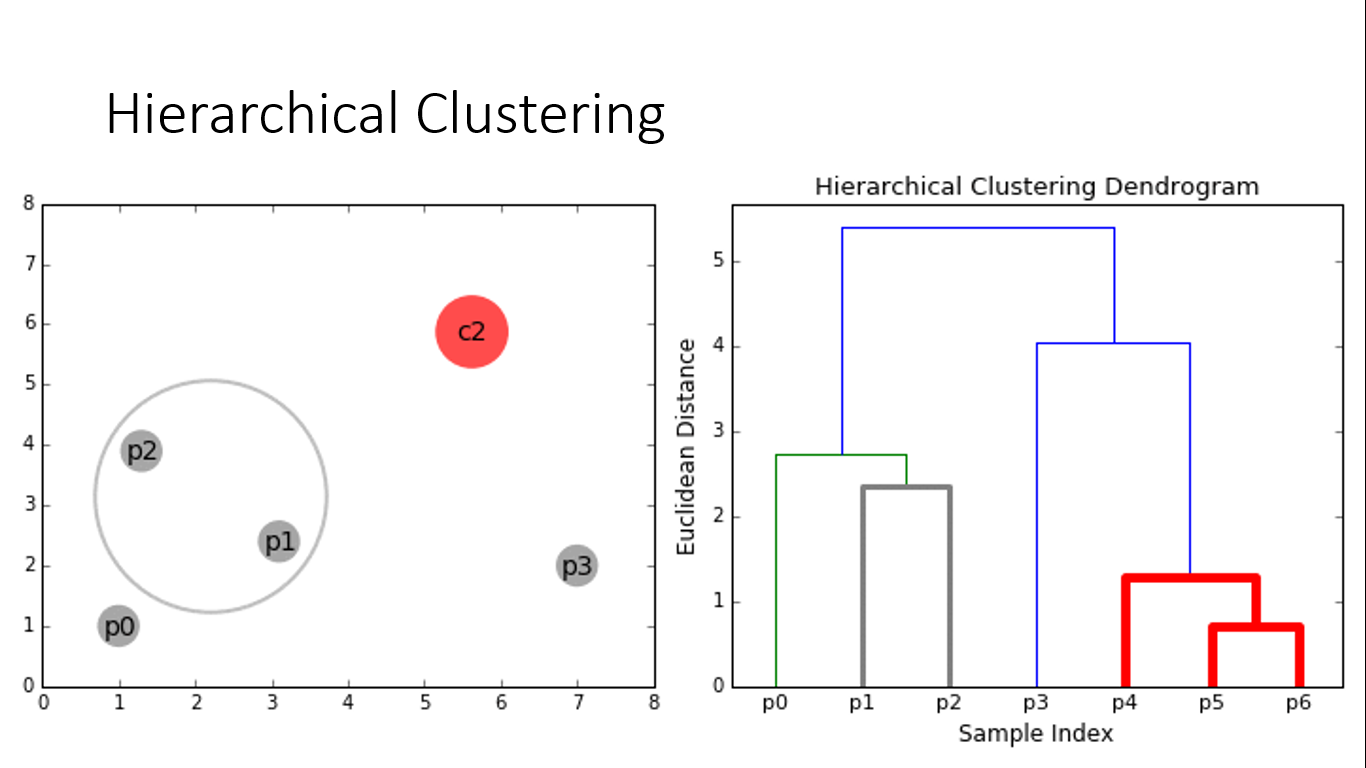 Hierarchical Clustering
8
7
6
5
4
3
2
1
0
0 1 2 3 4 5 6 7 8
c2
p2
p1
p3
p0
Hierarchical Clustering Dendrogram
Euclidean Distance
5
4
3
2
1
0
p0 p1 p2 p3 p4 p5 p6
Sample Index